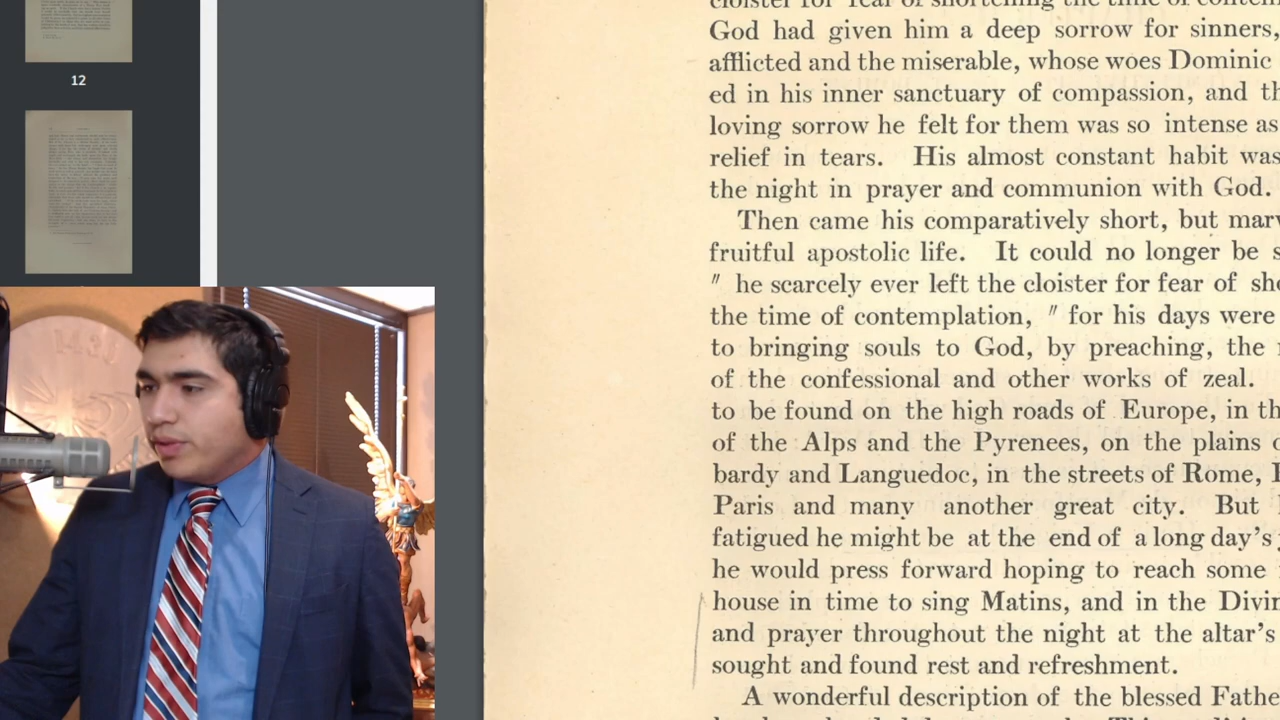 12
cloister for fear of shortening the time of
God had given him a deep sorrow for sinners,
afflicted and the miserable, whose woes Dominic
ed in his inner sanctuary of compassion, and
loving sorrow he felt for them was so intense as
relief in tears. His almost constant habit was
the night in prayer and communion with God.
Then came his comparatively short, but
fruitful apostolic life. It could no longer be
" he scarcely ever left the cloister for fear of
the time of contemplation, " for his days were
to bringing souls to God, by preaching, the
of the confessional and other works of zeal.
to be found on the high roads of Europe, in
of the Alps and the Pyrenees, on the plains
bardy and Languedoc, in the streets of Rome,
Paris and many another great city. But
fatigued he might be at the end of a long day's
he would press forward hoping to reach some
house in time to sing Matins, and in the
and prayer throughout the night at the altar's
sought and found rest and refreshment.
A wonderful description of the blessed